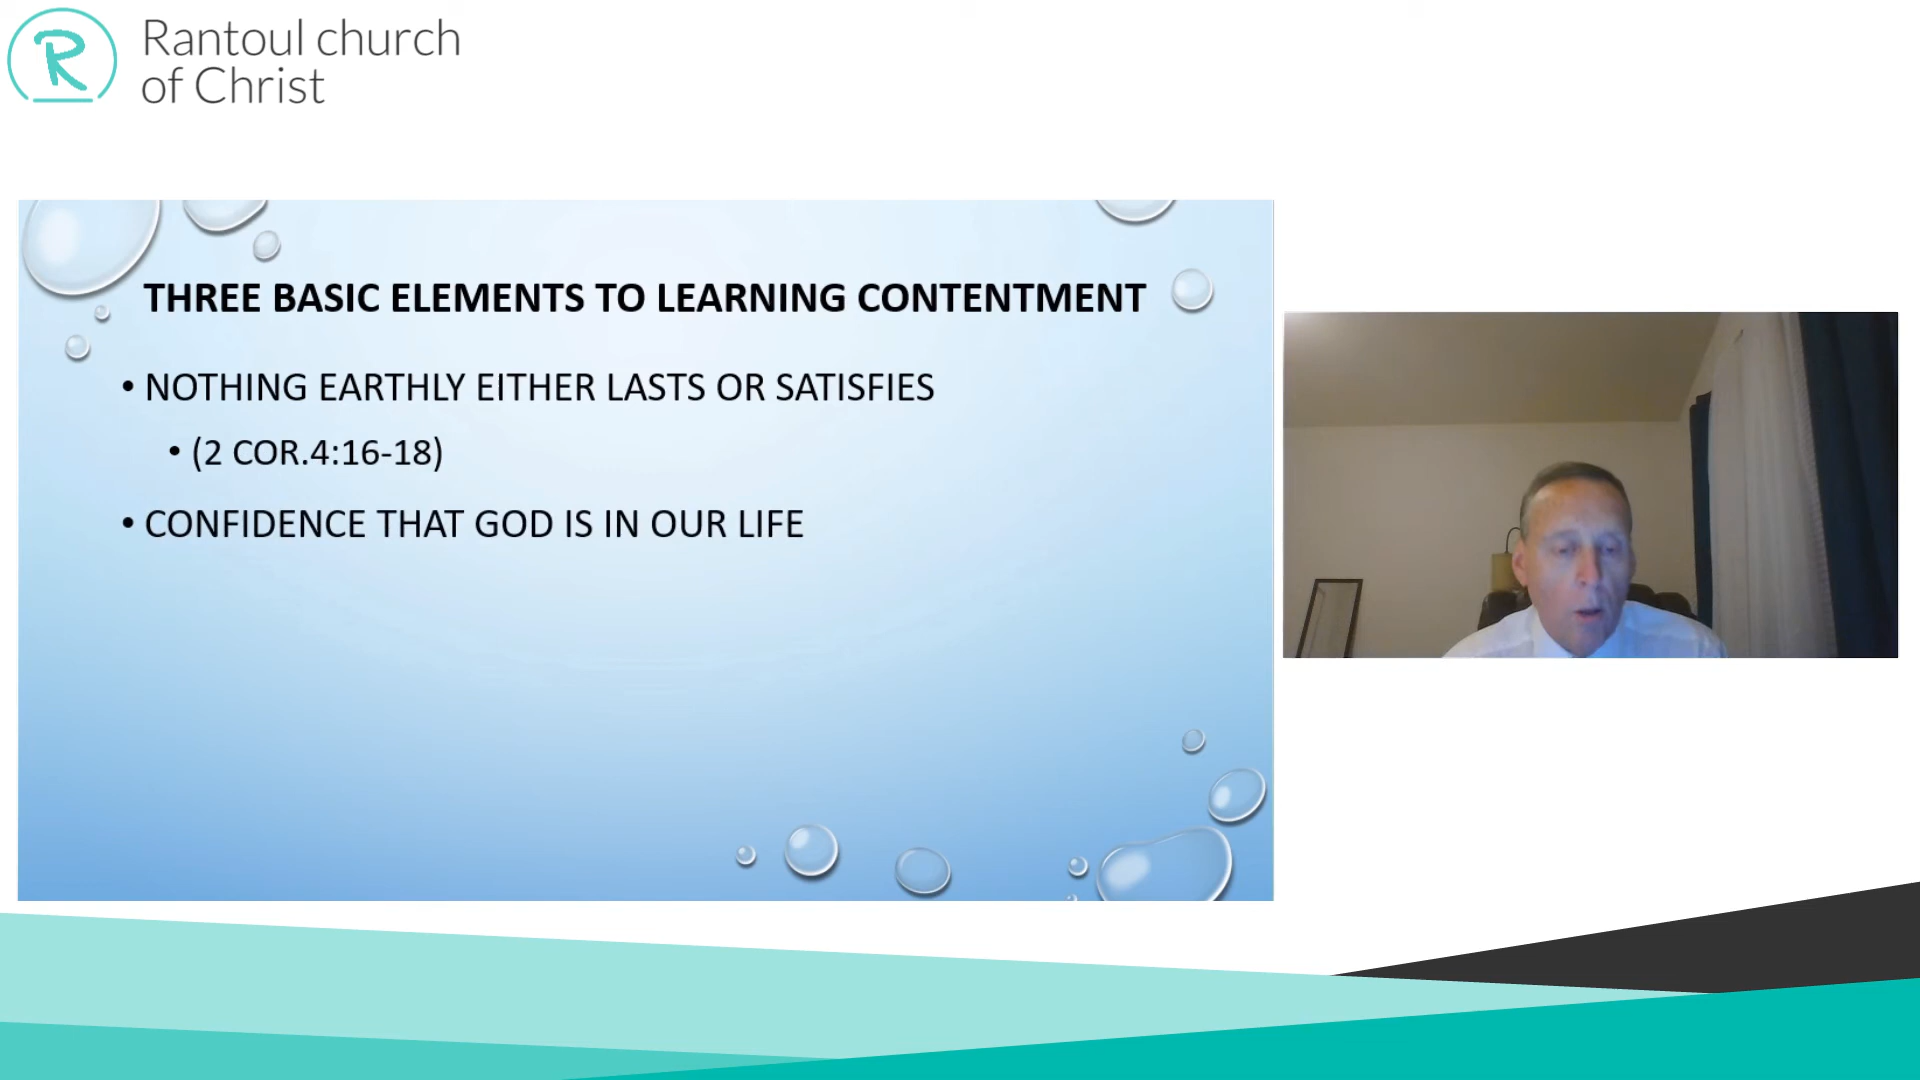 Rantoul church
of Christ
THREE BASIC ELEMENTS TO LEARNING CONTENTMENT
• NOTHING EARTHLY EITHER LASTS OR SATISFIES
• (2 COR.4:16-18)
• CONFIDENCE THAT GOD IS IN OUR LIFE